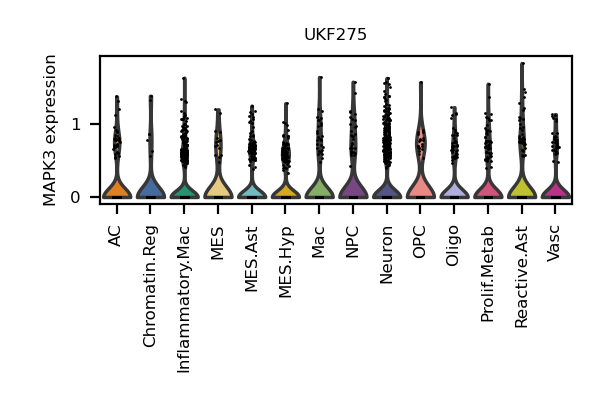 UKF275
MAPK3 expression
1
0
AC
Chromatin.Reg
Inflammatory.Mac
MES
MES.Ast
MES.Hyp
Mac
NPC
Neuron
OPC
Oligo
Prolif.Metab
Reactive.Ast
Vasc